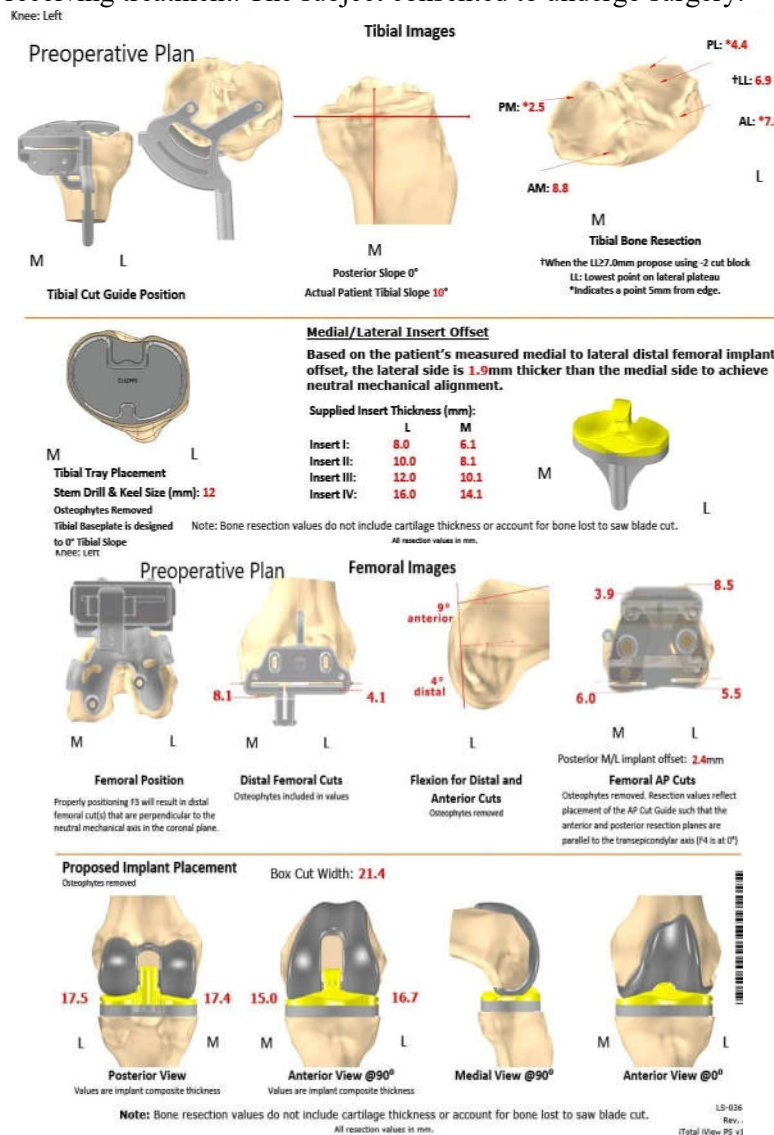 receiving treatment. The subject consented to undergo surgery.
Knee: Left
Preoperative Plan
Tibial Images
PL: *4.4
†LL: 6.9
PM: *2.5
AL: *7.
AM: 8.8
L
M
M L
M
Tibial Bone Resection
Posterior Slope 0°
†When the LL≥7.0mm propose using -2 cut block
LL: Lowest point on lateral plateau
*Indicates a point 5mm from edge.
Tibial Cut Guide Position
Actual Patient Tibial Slope 10°
Medial/Lateral Insert Offset
Based on the patient's measured medial to lateral distal femoral implant
offset, the lateral side is 1.9mm thicker than the medial side to achieve
neutral mechanical alignment.
Supplied Insert Thickness (mm):
L M
Insert I: 8.0 6.1
Insert II: 10.0 8.1
Insert III: 12.0 10.1
Insert IV: 16.0 14.1
M L
M
L
Tibial Tray Placement
Stem Drill & Keel Size (mm): 12
Osteophytes Removed
Tibial Baseplate is designed
to 0° Tibial Slope
Note: Bone resection values do not include cartilage thickness or account for bone lost to saw blade cut.
All resection values in mm.
Knee: Left
Preoperative Plan
Femoral Images
9°
anterior
4°
distal
3.9
8.5
8.1
4.1
6.0
5.5
M L
M L
L
M L
Posterior M/L implant offset: 2.4mm
Femoral Position
Properly positioning F3 will result in distal
femoral cut(s) that are perpendicular to the
neutral mechanical axis in the coronal plane.
Distal Femoral Cuts
Osteophytes included in values
Flexion for Distal and
Anterior Cuts
Osteophytes removed
Femoral AP Cuts
Osteophytes removed. Resection values reflect
placement of the AP Cut Guide such that the
anterior and posterior resection planes are
parallel to the transepicondylar axis (F4 is at 0°)
Proposed Implant Placement
Osteophytes removed
Box Cut Width: 21.4
17.5
17.4
15.0
16.7
L M
M L
M L
Posterior View
Values are implant composite thickness
Anterior View @90°
Values are implant composite thickness
Medial View @90°
Anterior View @0°
Note: Bone resection values do not include cartilage thickness or account for bone lost to saw blade cut.
All resection values in mm.
LS-036
Rev..
iTotal iView PS v1